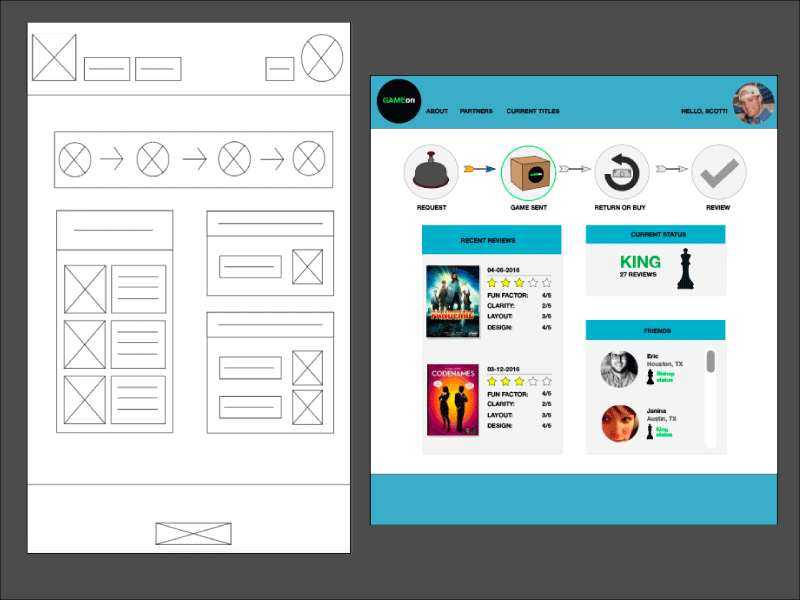 GAMEon
ABOUT PARTNERS CURRENT TITLES
HELLO, SCOTT!
REQUEST
GAME SENT
RETURN OR BUY
REVIEW
RECENT REVIEWS
04-05-2016
FUN FACTOR: 4/5
CLARITY: 2/5
LAYOUT: 3/5
DESIGN: 4/5
PANDEMIC
03-12-2016
FUN FACTOR: 4/5
CLARITY: 2/5
LAYOUT: 3/5
DESIGN: 4/5
CODENAMES
CURRENT STATUS
KING
27 REVIEWS
FRIENDS
Eric
Houston, TX
Bishop
status
Janina
Austin, TX
King
status